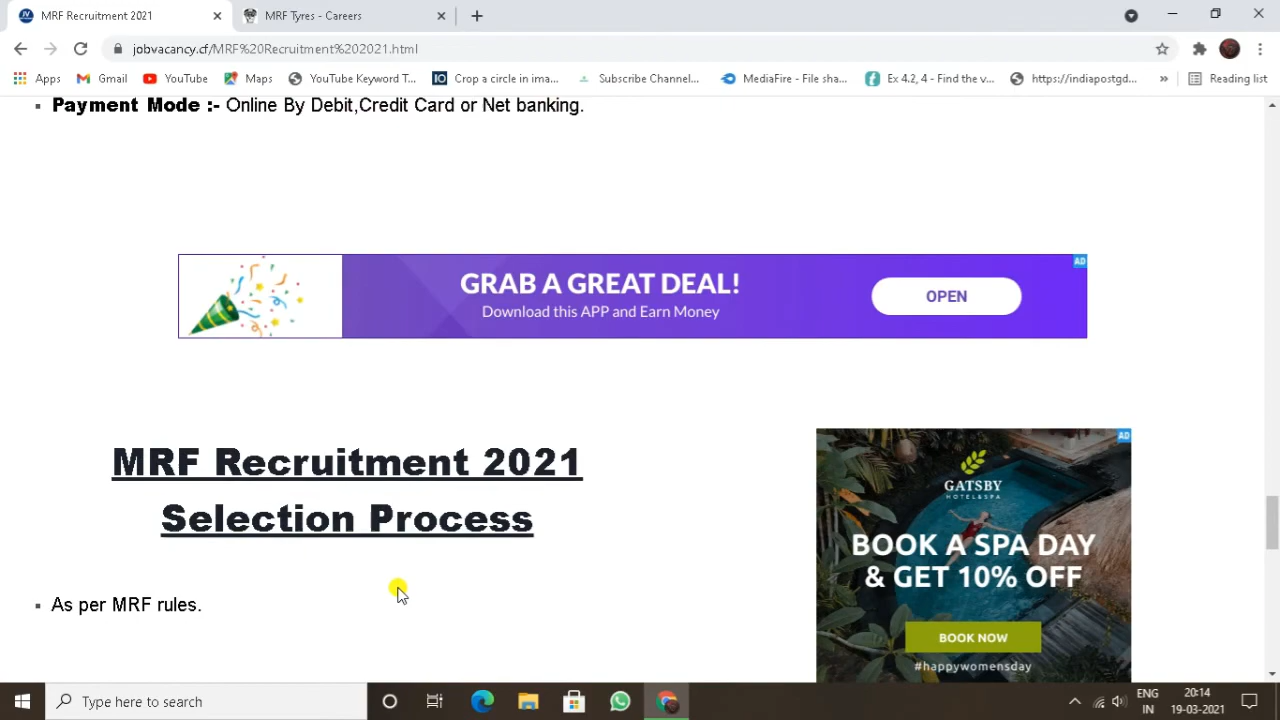 MRF Recruitment 2021
MRF Tyres - Careers
jobvacancy.cf/MRF%20Recruitment%202021.html
Apps
Gmail
YouTube
Maps
YouTube Keyword T...
IO
Crop a circle in ima...
Subscribe Channel...
MediaFire - File sha...
Ex 4.2, 4 - Find the v...
https://indiapostgd...
»
Reading list
▪ Payment Mode :- Online By Debit,Credit Card or Net banking.
AD
GRAB A GREAT DEAL!
Download this APP and Earn Money
OPEN
MRF Recruitment 2021
Selection Process
▪ As per MRF rules.
AD
GATSBY
HOTEL&SPA
BOOK A SPA DAY
& GET 10% OFF
BOOK NOW
#happywomensday
Type here to search
ENG
IN
20:14
19-03-2021